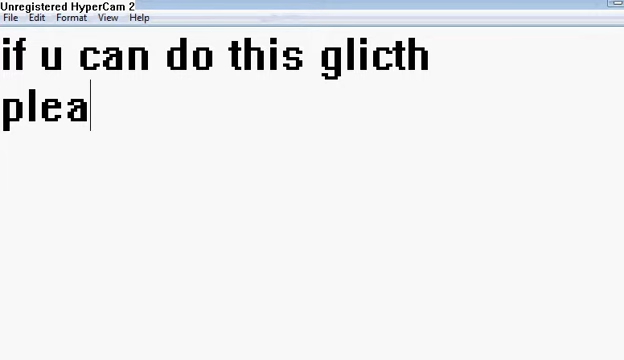 Unregistered HyperCam 2
File Edit Format View Help
if u can do this glicth
plea